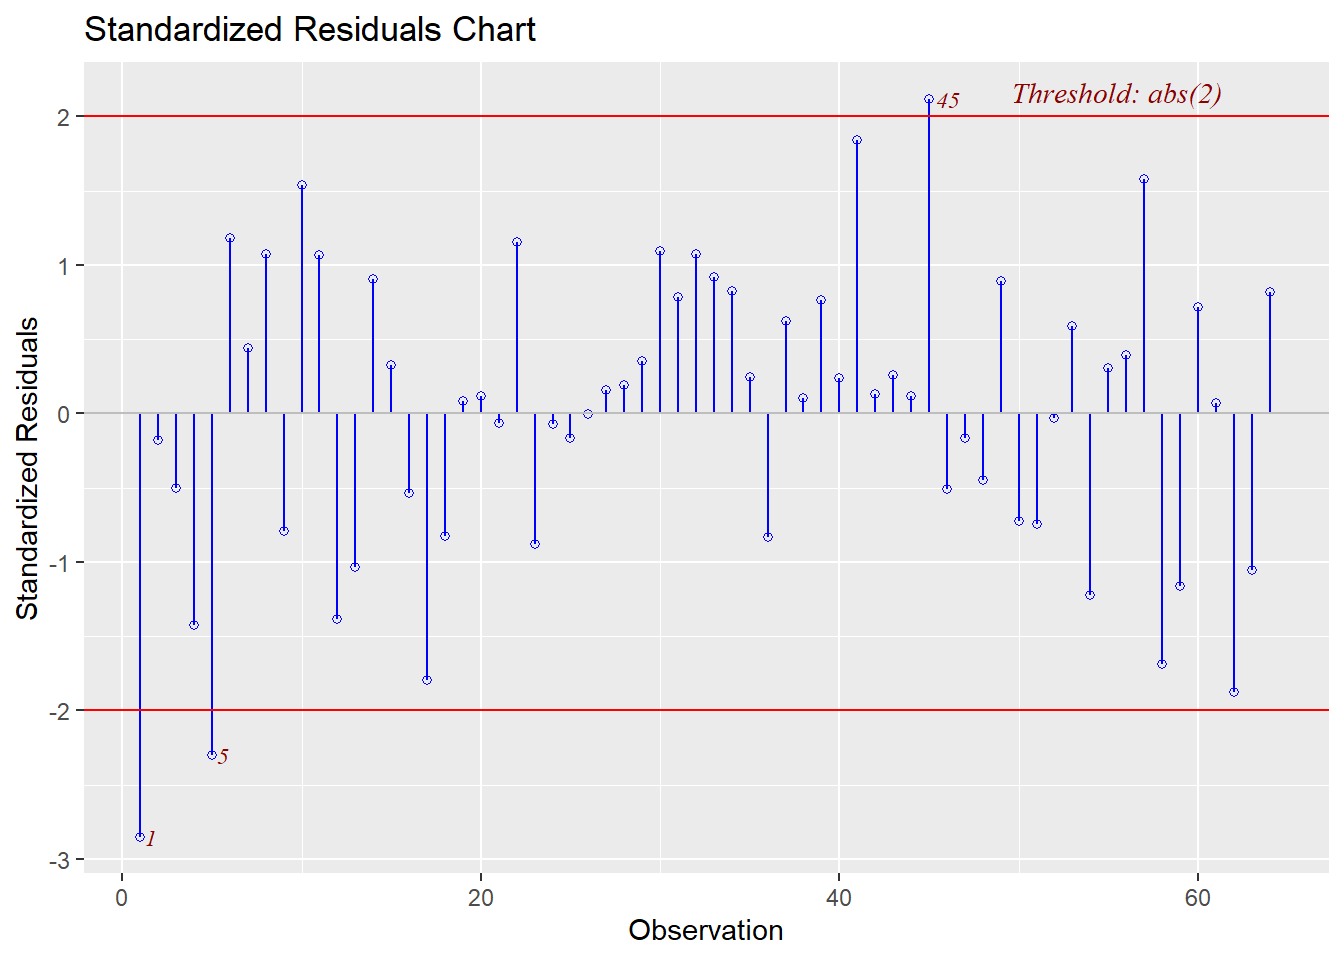 Standardized Residuals Chart
Threshold: abs(2)
45
2
1
0
-1
-2
-3
5
1
Standardized Residuals
0 20 40 60
Observation